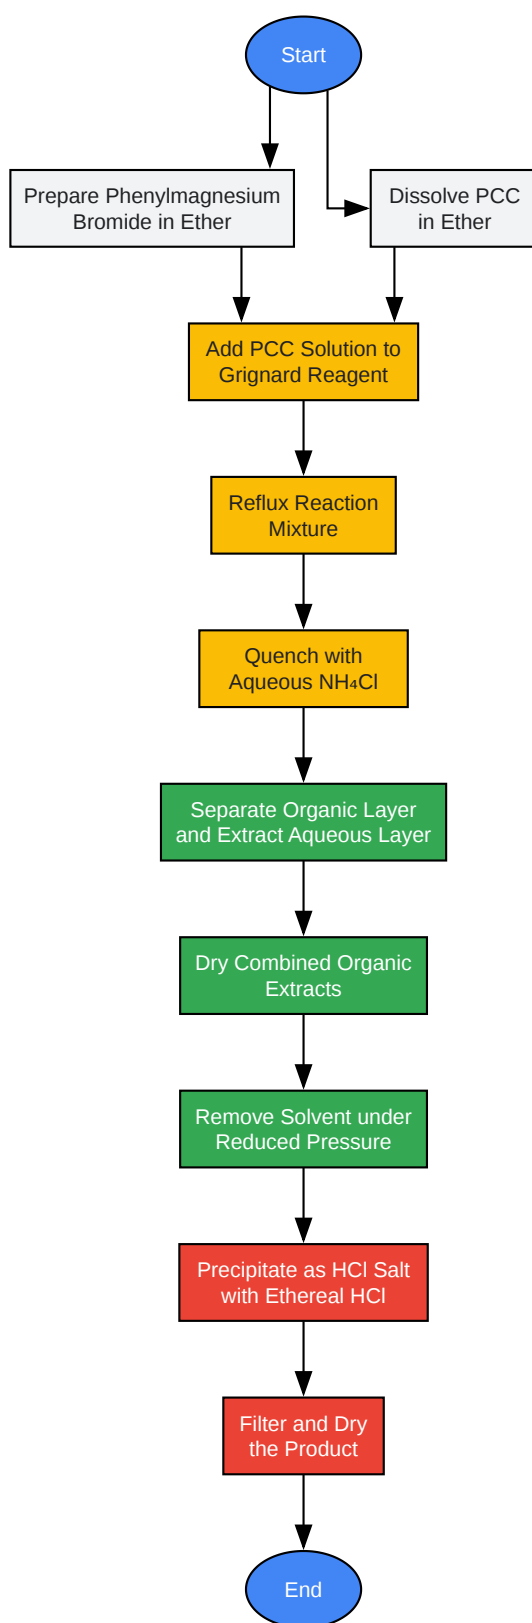 Start
Prepare Phenylmagnesium
Bromide in Ether
Dissolve PCC
in Ether
Add PCC Solution to
Grignard Reagent
Reflux Reaction
Mixture
Quench with
Aqueous NH₄Cl
Separate Organic Layer
and Extract Aqueous Layer
Dry Combined Organic
Extracts
Remove Solvent under
Reduced Pressure
Precipitate as HCl Salt
with Ethereal HCl
Filter and Dry
the Product
End